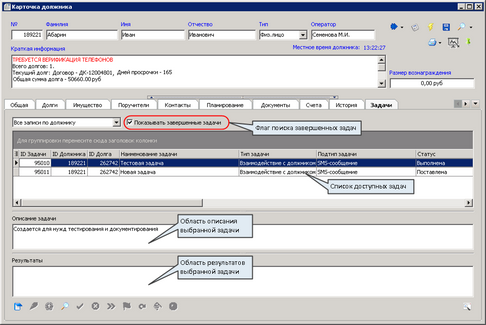 Карточка должника
№ Фамилия Имя Отчество Тип Оператор
189221 Абарин Иван Иванович Физ.лицо Семенова М.И.
Краткая информация Местное время должника: 13:22:27
ТРЕБУЕТСЯ ВЕРИФИКАЦИЯ ТЕЛЕФОНОВ
Всего долгов: 1.
Текущий долг: Договор - ДК-12004801, Дней просрочки - 165
Общая сумма долга - 50660.00 руб
Размер вознаграждения
0,00 руб
Общая Долги Имущество Поручители Контакты Планирование Документы Счета История Задачи
Все записи по должнику Показывать завершенные задачи
Флаг поиска завершенных задач
Для группировки перенесите сюда заголовок колонки
ID Задачи ID Должника ID Долга Наименование задачи Тип задачи Подтип задачи Статус
95010 189221 262742 Тестовая задача Взаимодействие с должником SMS-сообщение Выполнена
95011 189221 262742 Новая задача Взаимодействие с должником SMS-сообщение Поставлена
Список доступных задач
Описание задачи
Создается для нужд тестирования и документирования
Область описания
выбранной задачи
Результаты
Область результатов
выбранной задачи